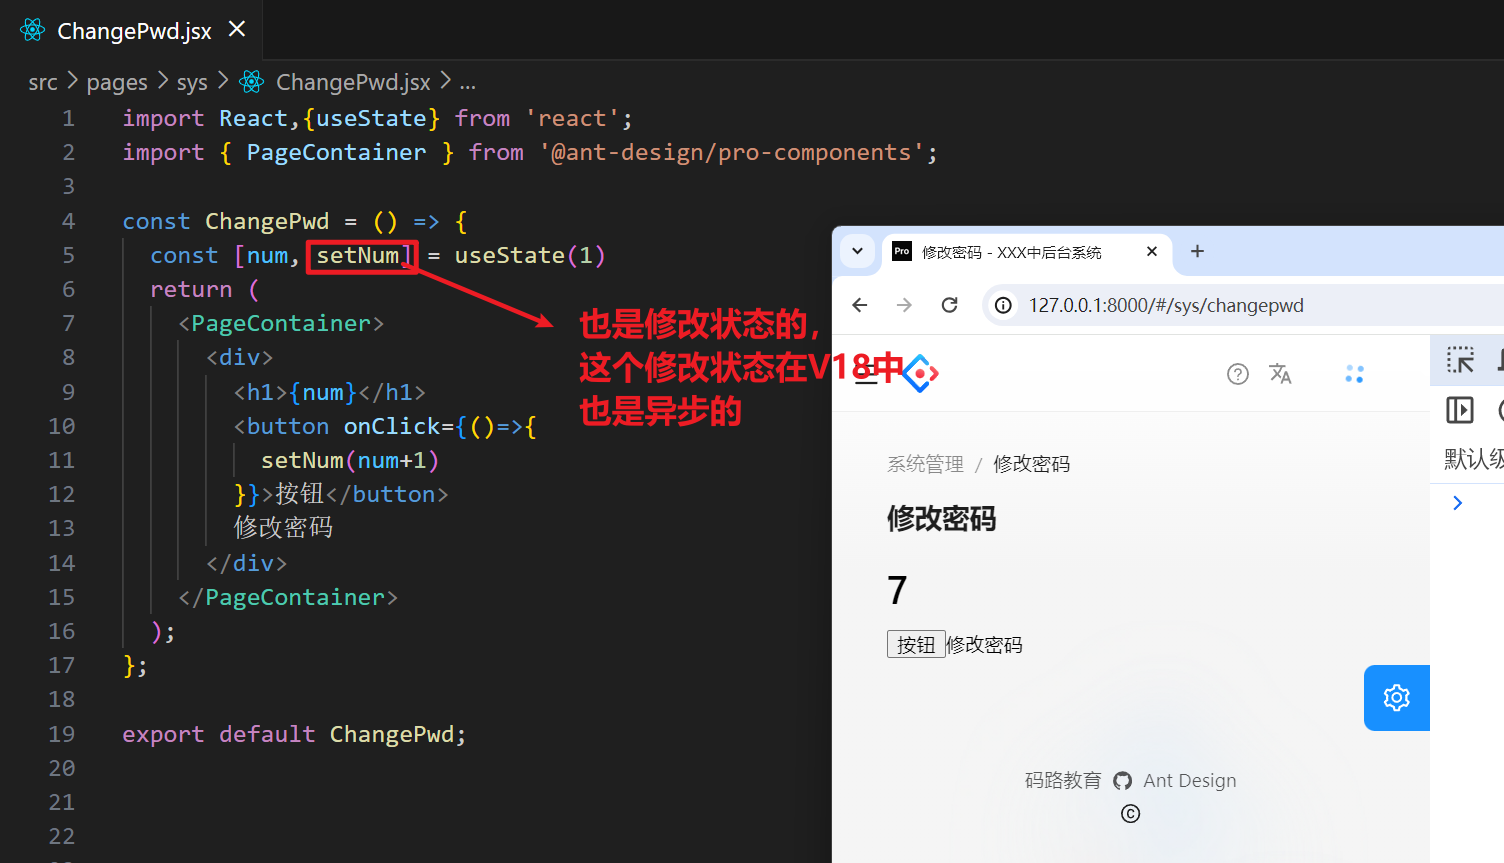 ChangePwd.jsx
src > pages > sys > ChangePwd.jsx > ...
1 import React,{useState} from 'react';
2 import { PageContainer } from '@ant-design/pro-components';
3
4 const ChangePwd = () => {
5 const [num, setNum] = useState(1)
6 return (
7 <PageContainer>
8 <div>
9 <h1>{num}</h1>
10 <button onClick={()=>{
11 setNum(num+1)
12 }}>按钮</button>
13 修改密码
14 </div>
15 </PageContainer>
16 );
17 };
18
19 export default ChangePwd;
20
21
22
也是修改状态的，
这个修改状态在V18中
也是异步的
Pro 修改密码 - XXX中后台系统
127.0.0.1:8000/#/sys/changepwd
默认级
系统管理 / 修改密码
修改密码
7
按钮 修改密码
码路教育 Ant Design
©